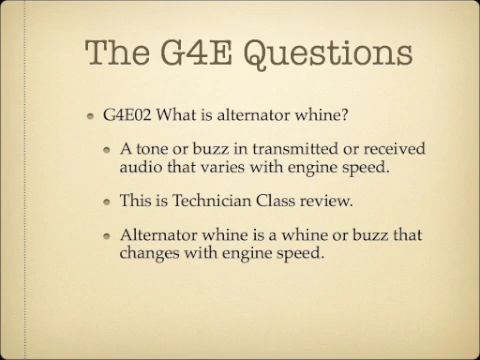 The G4E Questions
G4E02 What is alternator whine?
A tone or buzz in transmitted or received
audio that varies with engine speed.
This is Technician Class review.
Alternator whine is a whine or buzz that
changes with engine speed.